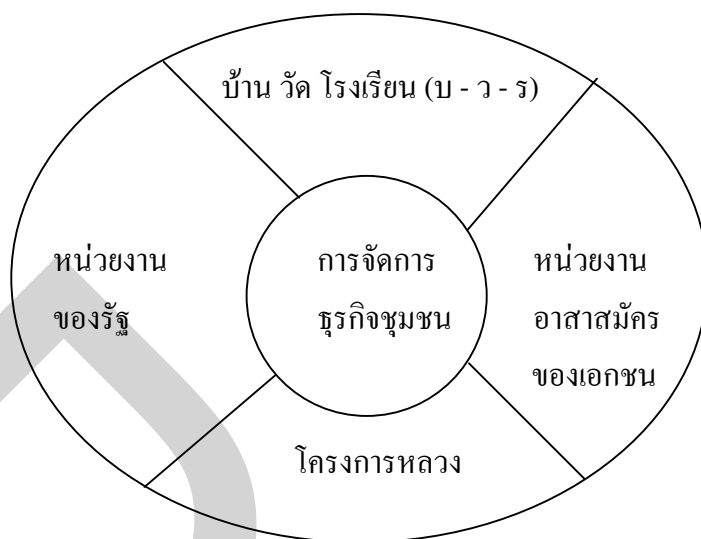 บ้าน วัด โรงเรียน (บ - ว - ร)
หน่วยงาน
ของรัฐ
การจัดการ
ธุรกิจชุมชน
หน่วยงาน
อาสาสมัคร
ของเอกชน
โครงการหลวง